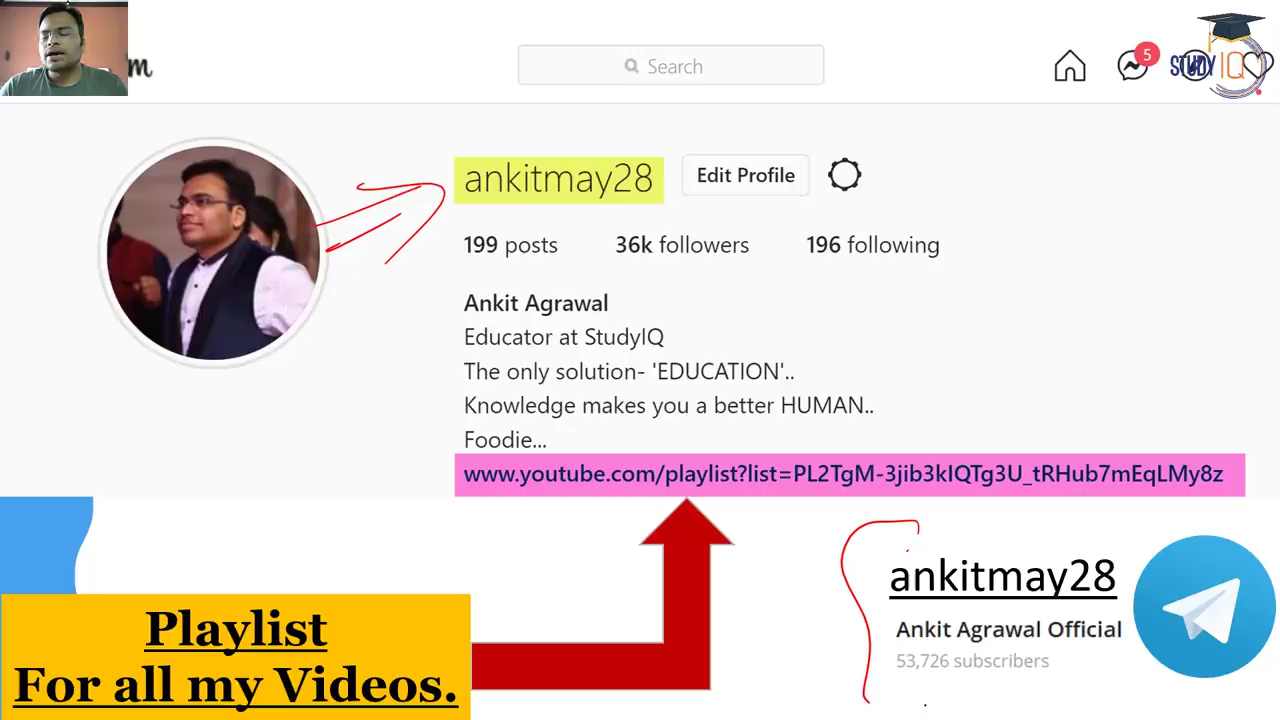 m
Search
5
STUDY IQ
ankitmay28
Edit Profile
199 posts 36k followers 196 following
Ankit Agrawal
Educator at StudyIQ
The only solution- 'EDUCATION'..
Knowledge makes you a better HUMAN..
Foodie...
www.youtube.com/playlist?list=PL2TgM-3jib3kIQTg3U_tRHub7mEqLMy8z
ankitmay28
Ankit Agrawal Official
53,726 subscribers
Playlist
For all my Videos.